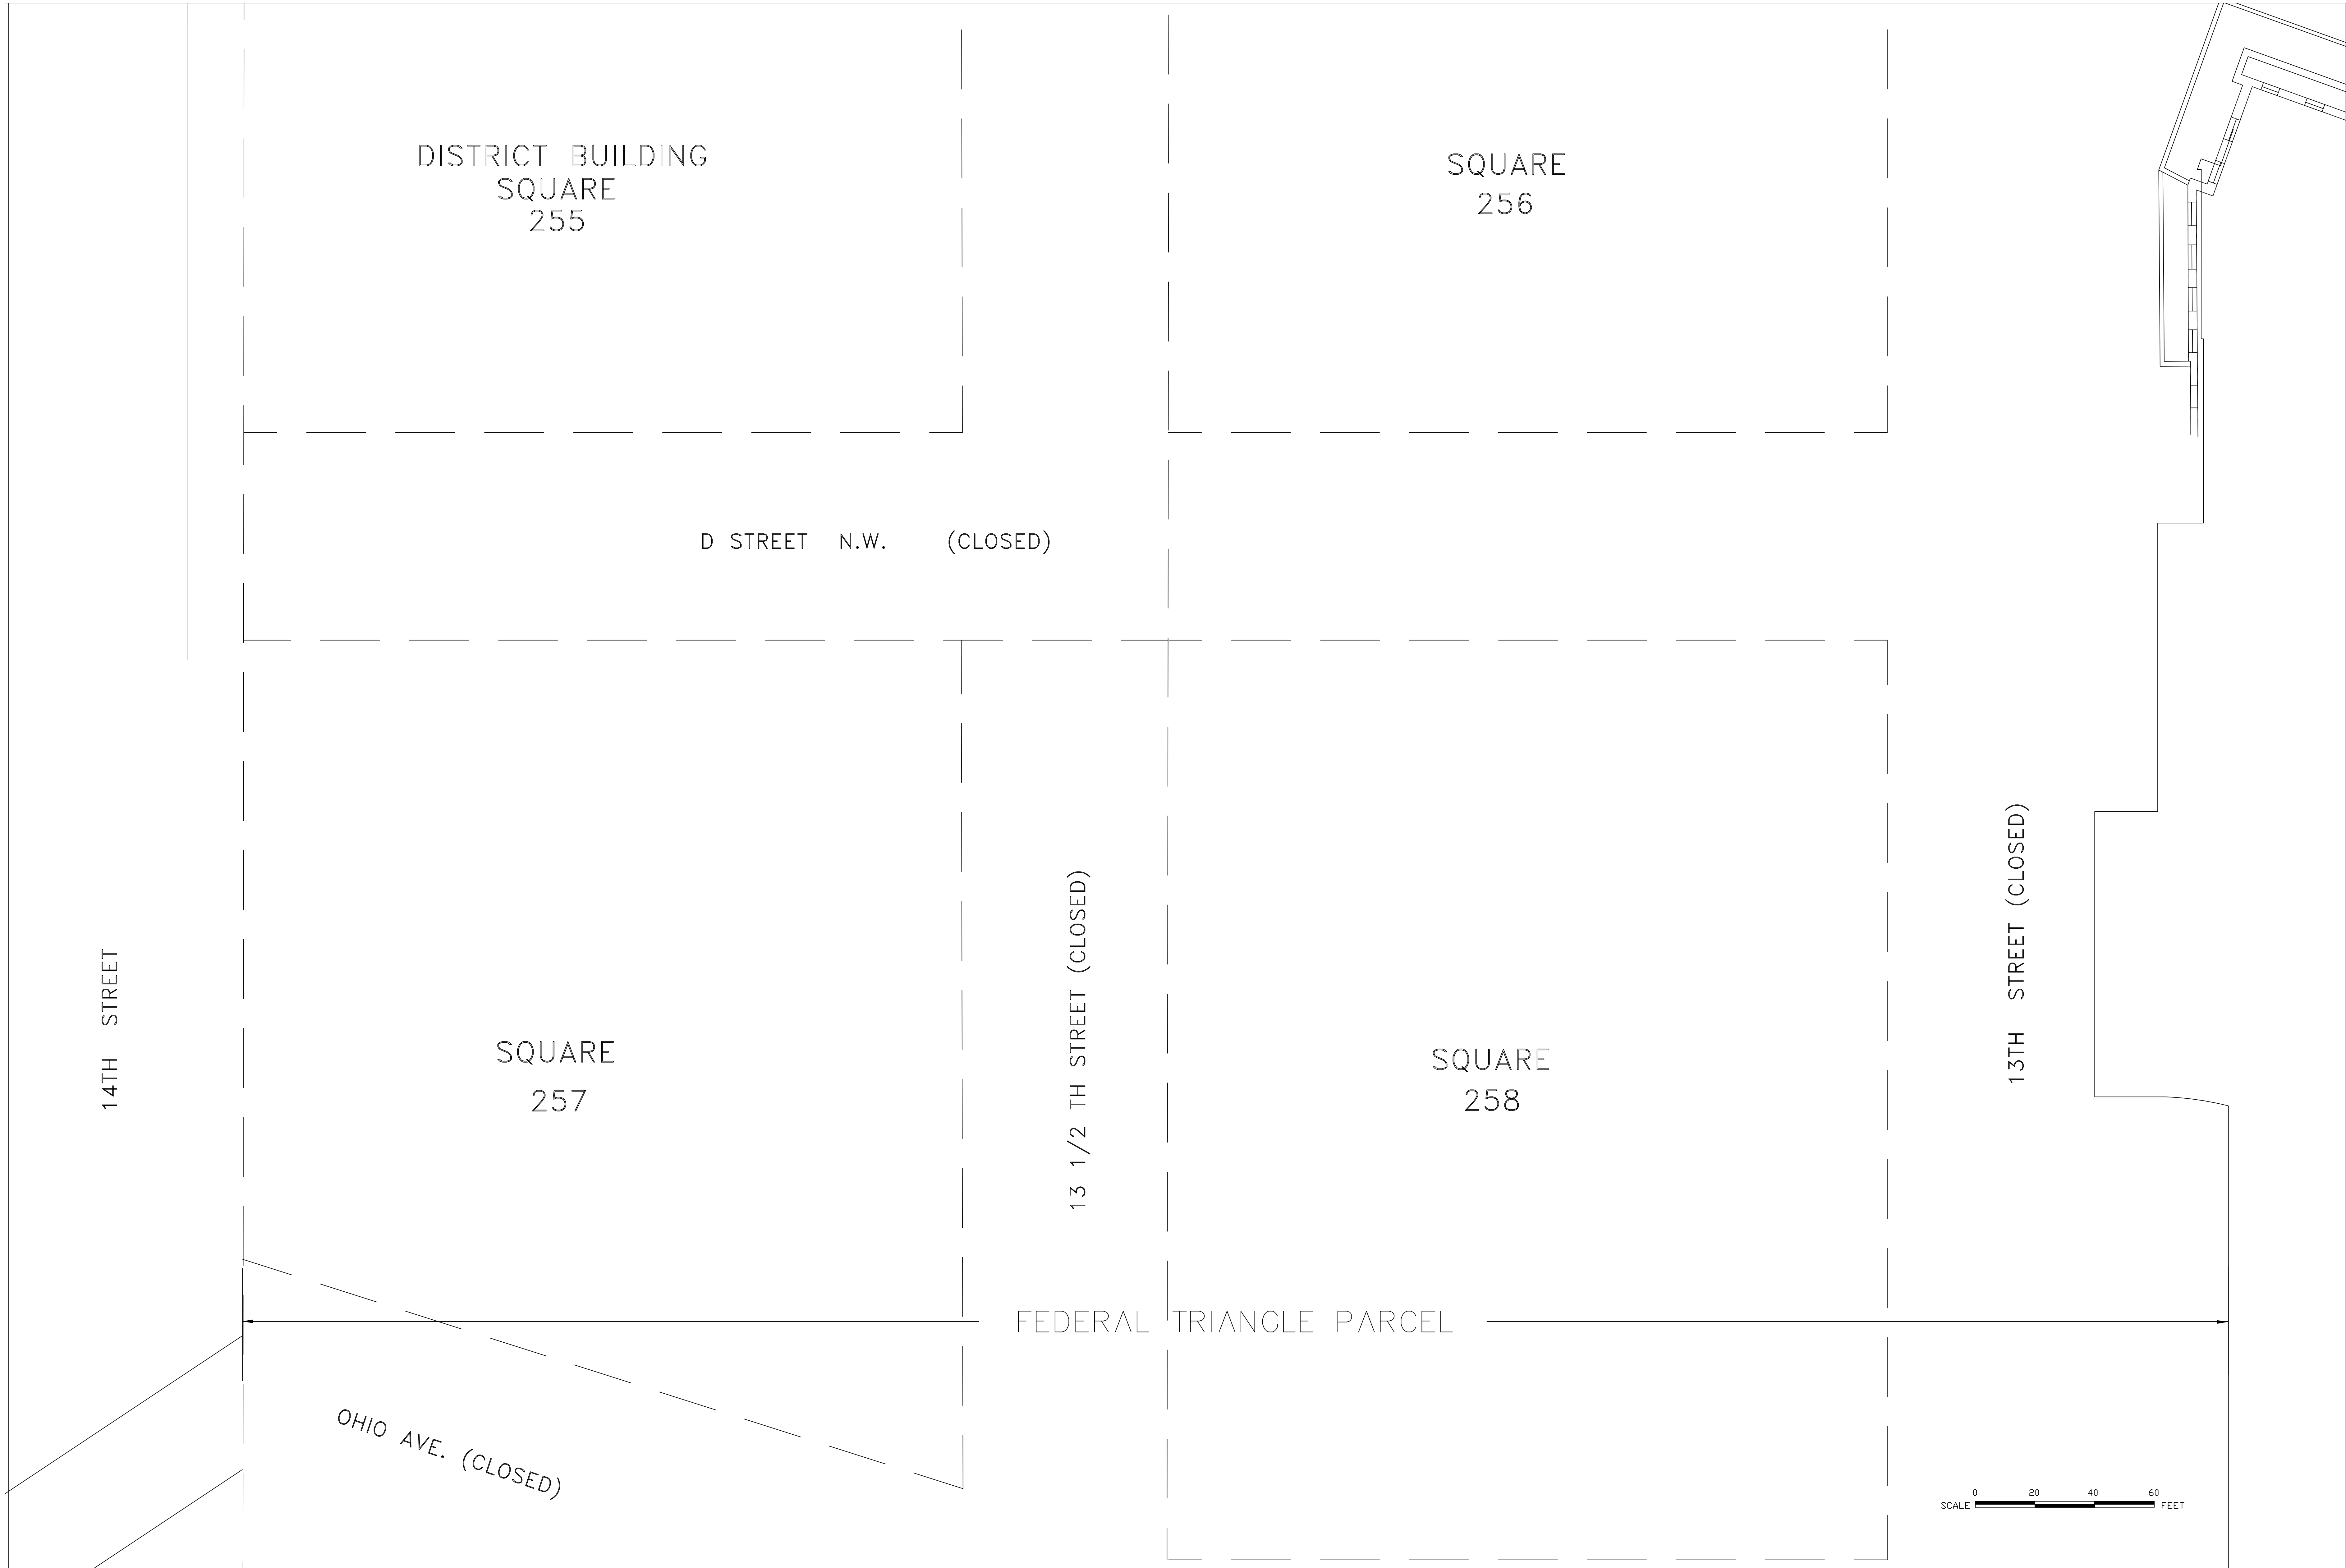 DISTRICT BUILDING
SQUARE
255
SQUARE
256
D STREET N.W. (CLOSED)
14TH STREET
SQUARE
257
13 1/2 TH STREET (CLOSED)
SQUARE
258
13TH STREET (CLOSED)
FEDERAL TRIANGLE PARCEL
OHIO AVE. (CLOSED)
0 20 40 60
SCALE FEET